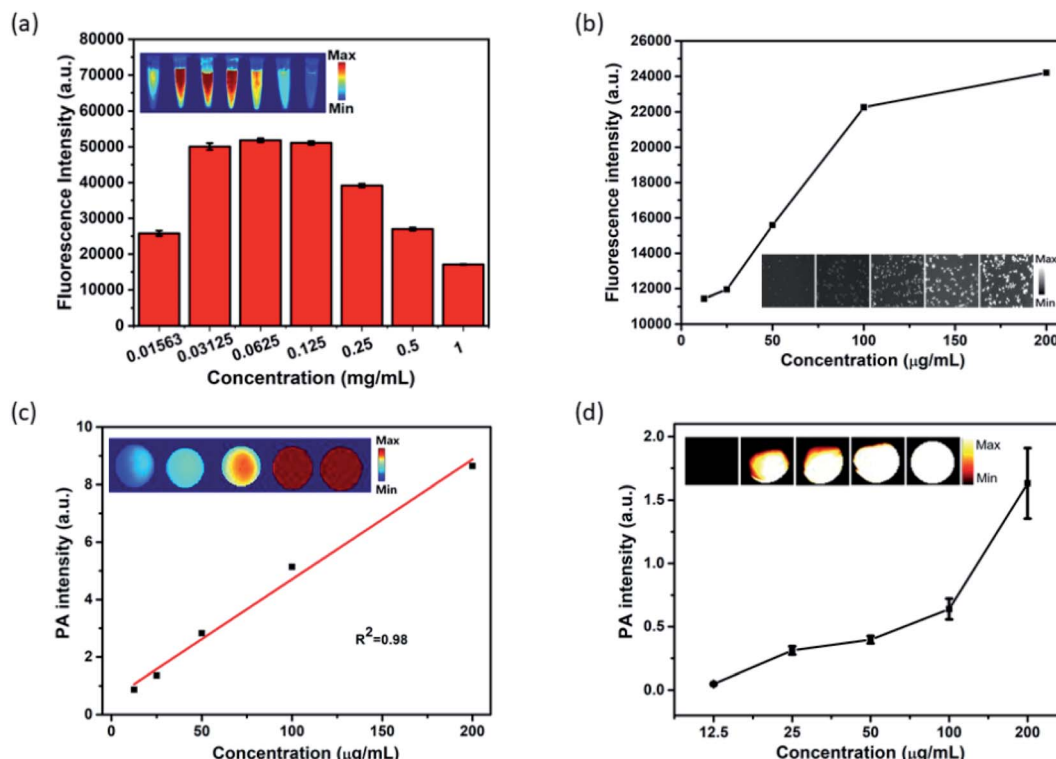 (a)
80000
70000
60000
50000
40000
30000
20000
10000
0
Fluorescence Intensity (a.u.)
Max
Min
0.01563
0.03125
0.0625
0.125
0.25
0.5
1
Concentration (mg/mL)
(b)
26000
24000
22000
20000
18000
16000
14000
12000
10000
Fluorescence intensity (a.u.)
Max
Min
0
50
100
150
200
Concentration (μg/mL)
(c)
10
8
6
4
2
0
PA intensity (a.u.)
Max
Min
R²=0.98
0
50
100
150
200
Concentration (μg/mL)
(d)
2.0
1.5
1.0
0.5
0.0
PA intensity (a.u.)
Max
Min
12.5
25
50
100
200
Concentration (μg/mL)